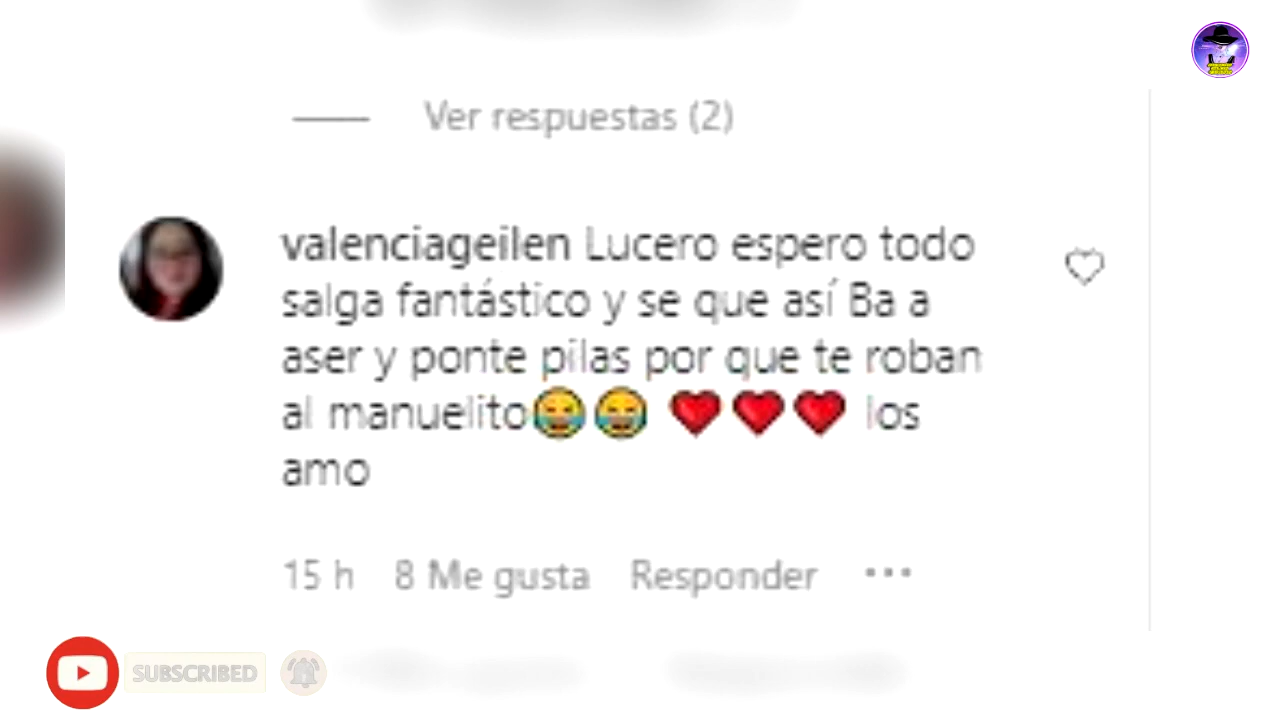 Ver respuestas (2)
valenciageilen Lucero espero todo
salga fantástico y se que así Ba a
aser y ponte pilas por que te roban
al manuelito😂😂 ❤❤❤ los
amo
15 h 8 Me gusta Responder ...
SUBSCRIBED